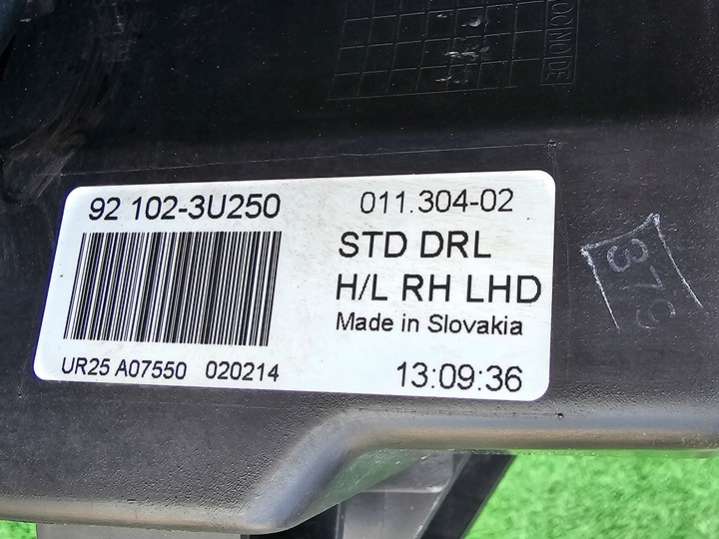 92 102-3U250
011.304-02
STD DRL
H/L RH LHD
Made in Slovakia
UR25 A07550 020214
13:09:36